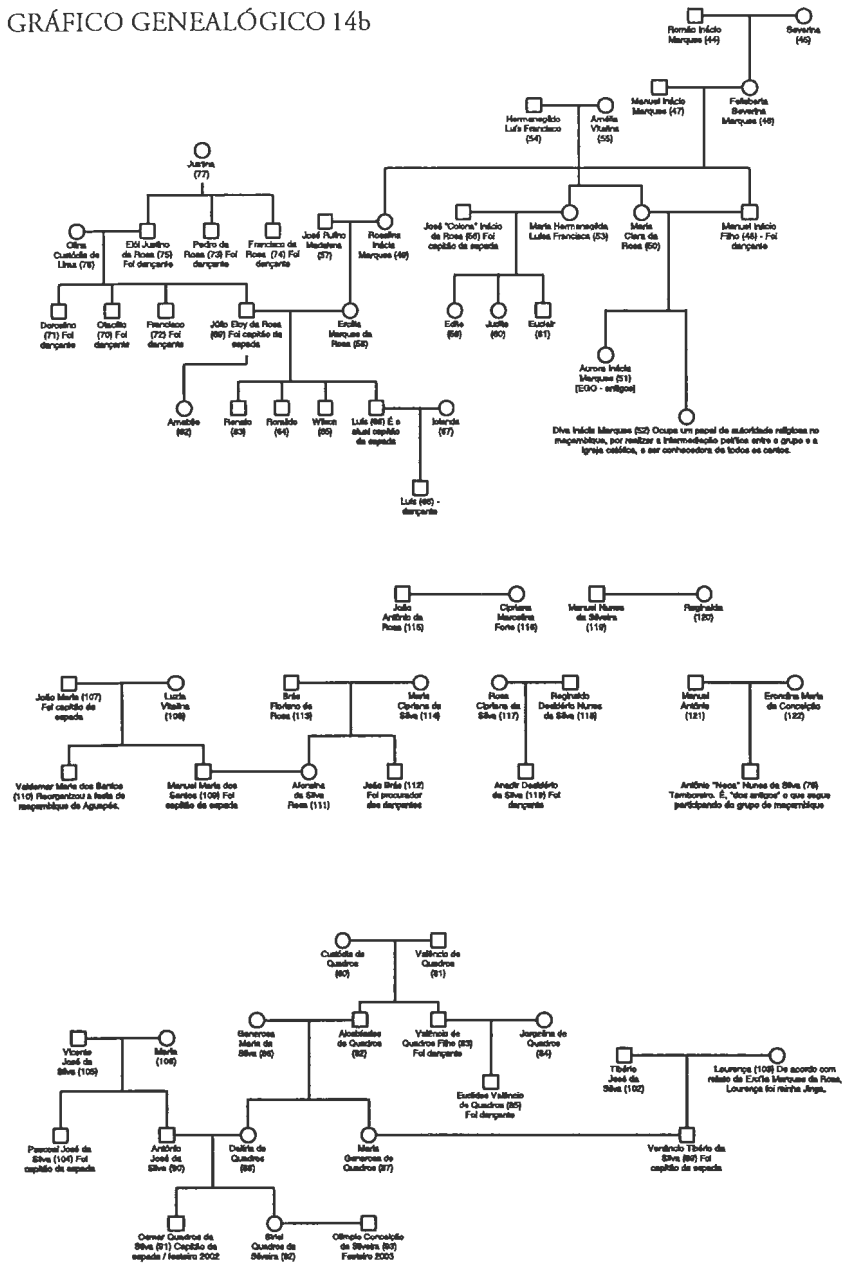 GRÁFICO GENEALÓGICO 14b
Romão Inácio
Marques (44)
Severina
(45)
Manuel Inácio
Marques (47)
Felisberta
Severina
Marques (46)
Hermenegildo
Luís Francisco
(54)
Amélia
Vitalina
(55)
Justina
(77)
Olina
Custódia de
Lima (76)
Elói Justino
da Rosa (75)
Foi dançante
Pedro da
Rosa (73) Foi
dançante
Francisco da
Rosa (74) Foi
dançante
José Rufino
Madalena
(57)
Rosalina
Inácia
Marques (49)
José "Colona" Inácio
da Rosa (56) Foi
capitão da espada
Maria Hermenegilda
Luísa Francisca (53)
Maria
Clara da
Rosa (50)
Manuel Inácio
Filho (48) - Foi
dançante
Dorcelino
(71) Foi
dançante
Otacílio
(70) Foi
dançante
Francisco
(72) Foi
dançante
Júlio Eloy da Rosa
(69) Foi capitão da
espada
Ercília
Marques da
Rosa (58)
Edite
(59)
Judite
(60)
Euclair
(61)
Aurora Inácia
Marques (51)
[EGO - antigos]
Arnabile
(62)
Renato
(63)
Ronaldo
(64)
Wilson
(65)
Luís (66) É o
atual capitão
da espada
Iolanda
(67)
Diva Inácia Marques (52) Ocupa um papel de autoridade religiosa no
maçambique, por realizar a intermediação política entre o grupo e a
igreja católica, e ser conhecedora de todos os cantos.
Luís (68) -
dançante
João
Antônio da
Rosa (115)
Cipriana
Marcelina
Forte (116)
Manuel Nunes
da Silveira
(119)
Reginalda
(120)
João Maria (107)
Foi capitão da
espada
Luzia
Vitalina
(108)
Brás
Floriano da
Rosa (113)
Maria
Cipriana da
Silva (114)
Rosa
Cipriana da
Silva (117)
Reginaldo
Desidério Nunes
da Silva (118)
Manuel
Antônio
(121)
Erondina Maria
da Conceição
(122)
Valdemar Maria dos Santos
(110) Reorganizou a festa de
maçambique de Aguapés.
Manuel Maria dos
Santos (109) Foi
capitão da espada
da Silva
Rosa (111)
João Brás (112)
Foi procurador
dos dançantes
Anadir Desidério
da Silva (119) Foi
dançante
Antônio "Neca" Nunes da Silva (78)
Tamboreiro. É, "dos antigos" o que segue
participando do grupo de maçambique
Custódia de
Quadros
(80)
Valêncio de
Quadros
(81)
Generosa
Maria da
Silva (86)
Alcebíades
de Quadros
(82)
Valêncio de
Quadros Filho (83)
Foi dançante
Jorgelina de
Quadros
(84)
Vicente
José da
Silva (105)
Maria
(106)
Euclides Valêncio
de Quadros (85)
Foi dançante
Tibério
José da
Silva (102)
Lourença (103) De acordo com
relato de Ercília Marques da Rosa,
Lourença foi rainha Jinga.
Pascoal José da
Silva (104) Foi
capitão da espada
Antônio
José da
Silva (90)
Dalíria de
Quadros
(88)
Maria
Generosa de
Quadros (87)
Venâncio Tibério da
Silva (89) Foi
capitão da espada
Osmar Quadros da
Silva (91) Capitão da
espada / festeiro 2002
Quadros da
Silveira (92)
Olímpio Conceição
da Silveira (93)
Festeiro 2003